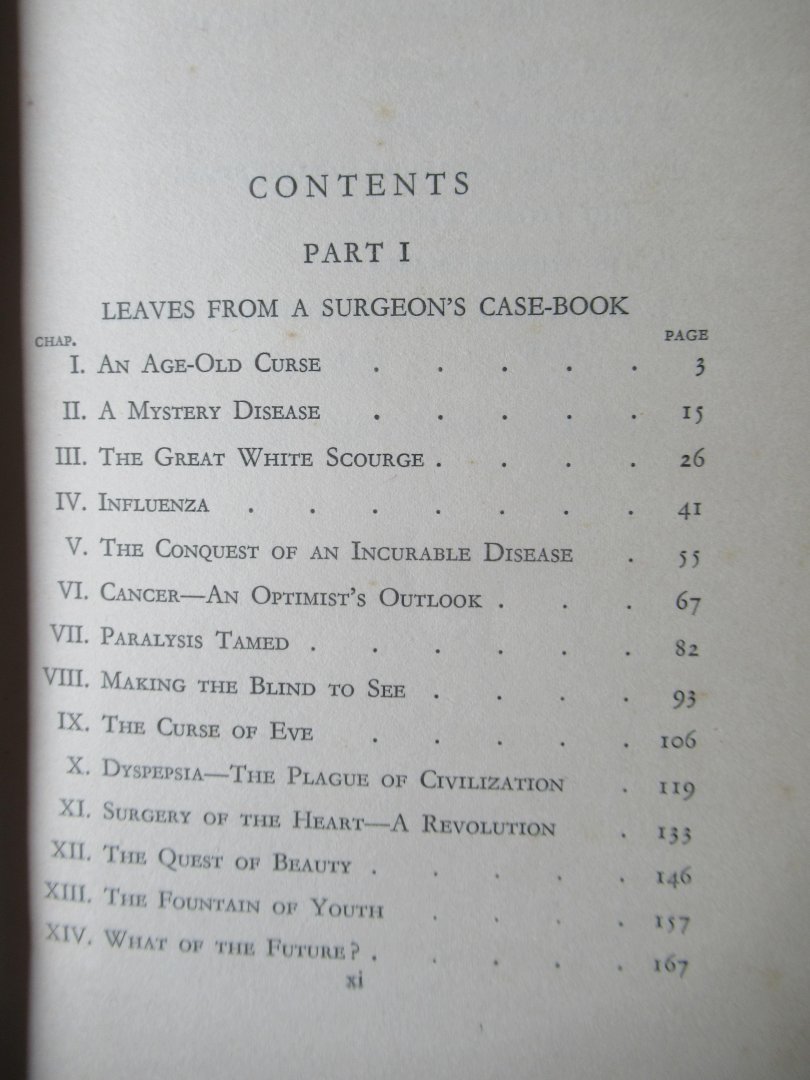 CONTENTS
PART I
LEAVES FROM A SURGEON'S CASE-BOOK
CHAP. PAGE
I. AN AGE-OLD CURSE . . . . . 3
II. A MYSTERY DISEASE . . . . . 15
III. THE GREAT WHITE SCOURGE . . . . 26
IV. INFLUENZA . . . . . . . 41
V. THE CONQUEST OF AN INCURABLE DISEASE . 55
VI. CANCER—AN OPTIMIST'S OUTLOOK . . . 67
VII. PARALYSIS TAMED . . . . . . 82
VIII. MAKING THE BLIND TO SEE . . . . 93
IX. THE CURSE OF EVE . . . . . 106
X. DYSPEPSIA—THE PLAGUE OF CIVILIZATION . 119
XI. SURGERY OF THE HEART—A REVOLUTION . 133
XII. THE QUEST OF BEAUTY . . . . . 146
XIII. THE FOUNTAIN OF YOUTH . . . . 157
XIV. WHAT OF THE FUTURE? . . . . . 167
xi